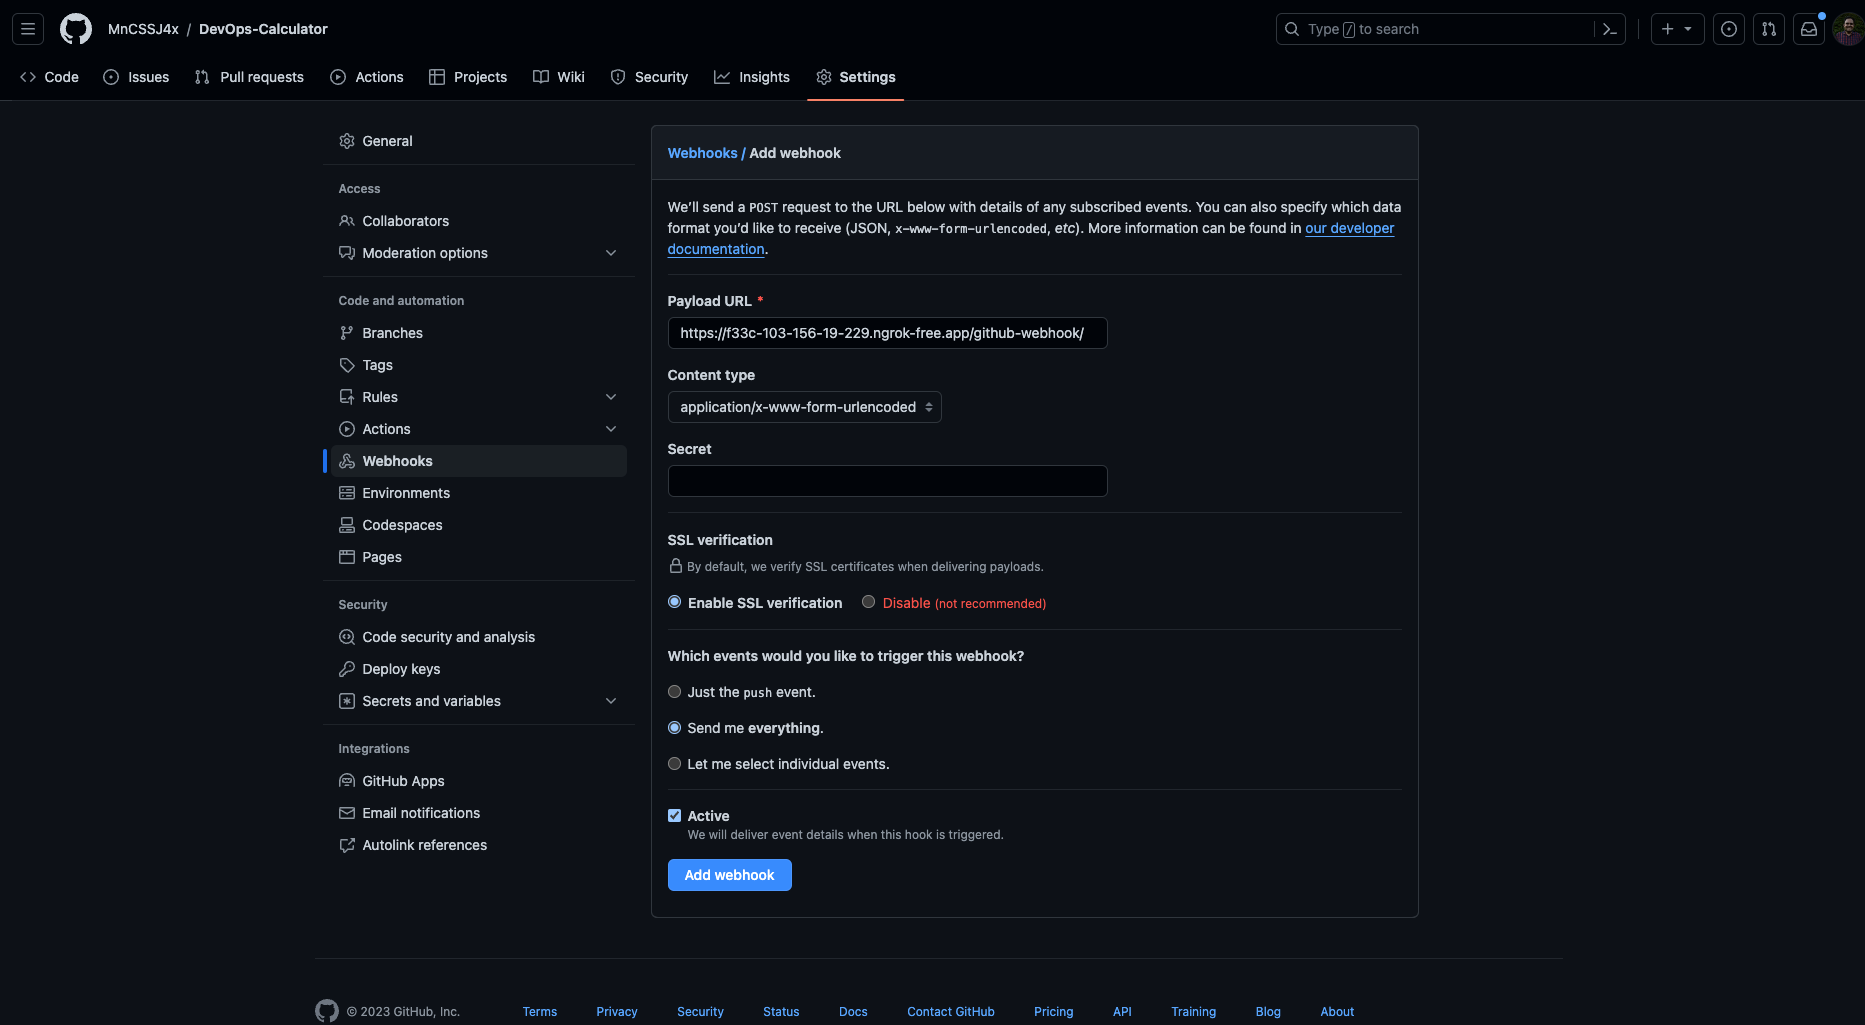 MnCSSJ4x / DevOps-Calculator
Type / to search
Code
Issues
Pull requests
Actions
Projects
Wiki
Security
Insights
Settings
General
Access
Collaborators
Moderation options
Code and automation
Branches
Tags
Rules
Actions
Webhooks
Environments
Codespaces
Pages
Security
Code security and analysis
Deploy keys
Secrets and variables
Integrations
GitHub Apps
Email notifications
Autolink references
Webhooks / Add webhook
We’ll send a POST request to the URL below with details of any subscribed events. You can also specify which data
format you’d like to receive (JSON, x-www-form-urlencoded, etc). More information can be found in our developer
documentation.
Payload URL *
https://f33c-103-156-19-229.ngrok-free.app/github-webhook/
Content type
application/x-www-form-urlencoded
Secret
SSL verification
By default, we verify SSL certificates when delivering payloads.
Enable SSL verification
Disable (not recommended)
Which events would you like to trigger this webhook?
Just the push event.
Send me everything.
Let me select individual events.
Active
We will deliver event details when this hook is triggered.
Add webhook
© 2023 GitHub, Inc.
Terms
Privacy
Security
Status
Docs
Contact GitHub
Pricing
API
Training
Blog
About